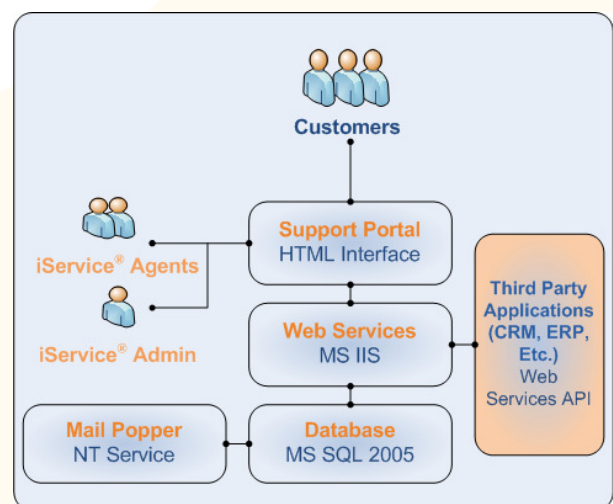 Customers
Support Portal
HTML Interface
iService® Agents
iService® Admin
Third Party
Applications
(CRM, ERP,
Etc.)
Web
Services API
Web Services
MS IIS
Mail Popper
NT Service
Database
MS SQL 2005